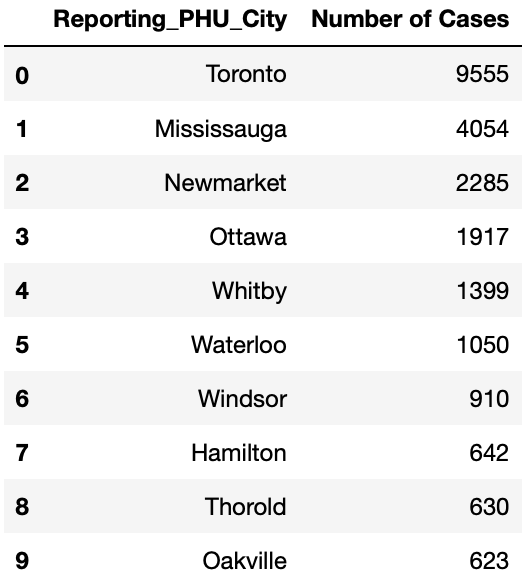 Reporting_PHU_City Number of Cases
0 Toronto 9555
1 Mississauga 4054
2 Newmarket 2285
3 Ottawa 1917
4 Whitby 1399
5 Waterloo 1050
6 Windsor 910
7 Hamilton 642
8 Thorold 630
9 Oakville 623